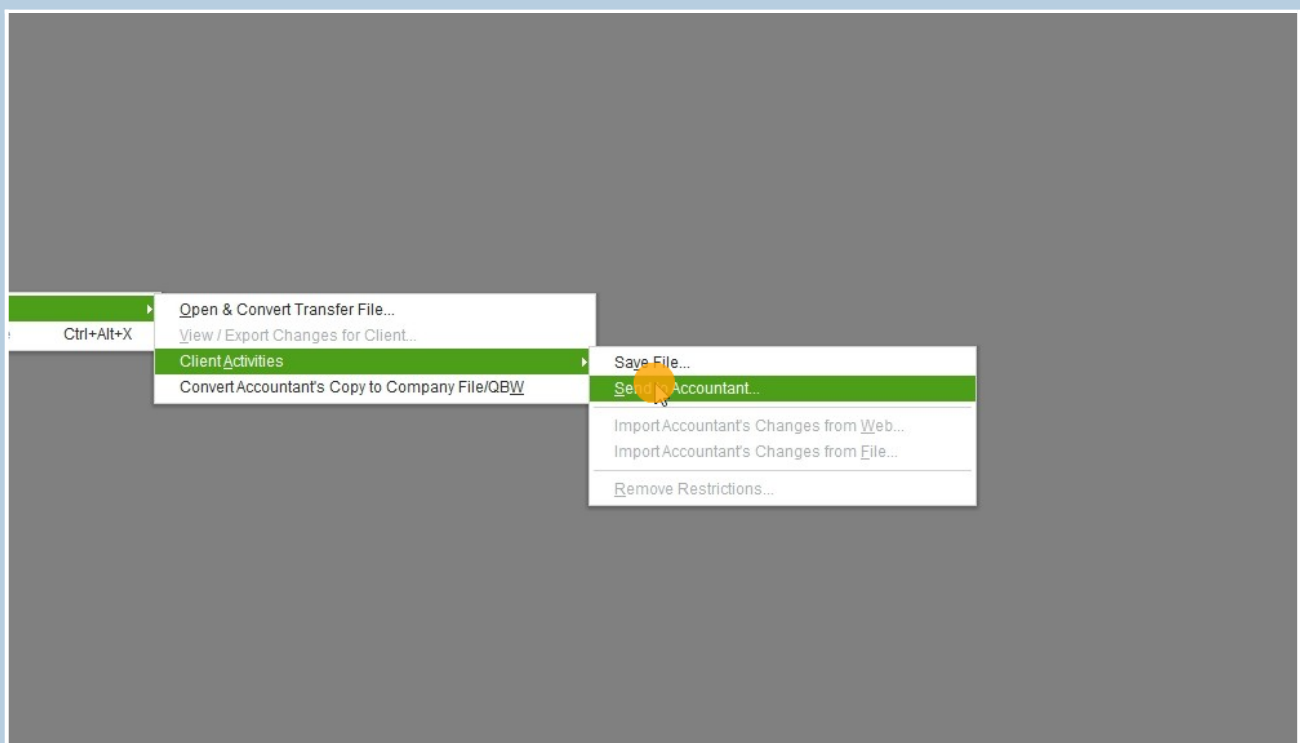 Open & Convert Transfer File...
Ctrl+Alt+X
View / Export Changes for Client...
Client Activities
Convert Accountant's Copy to Company File/QBW
Save File...
Send to Accountant...
Import Accountant's Changes from Web...
Import Accountant's Changes from File...
Remove Restrictions...